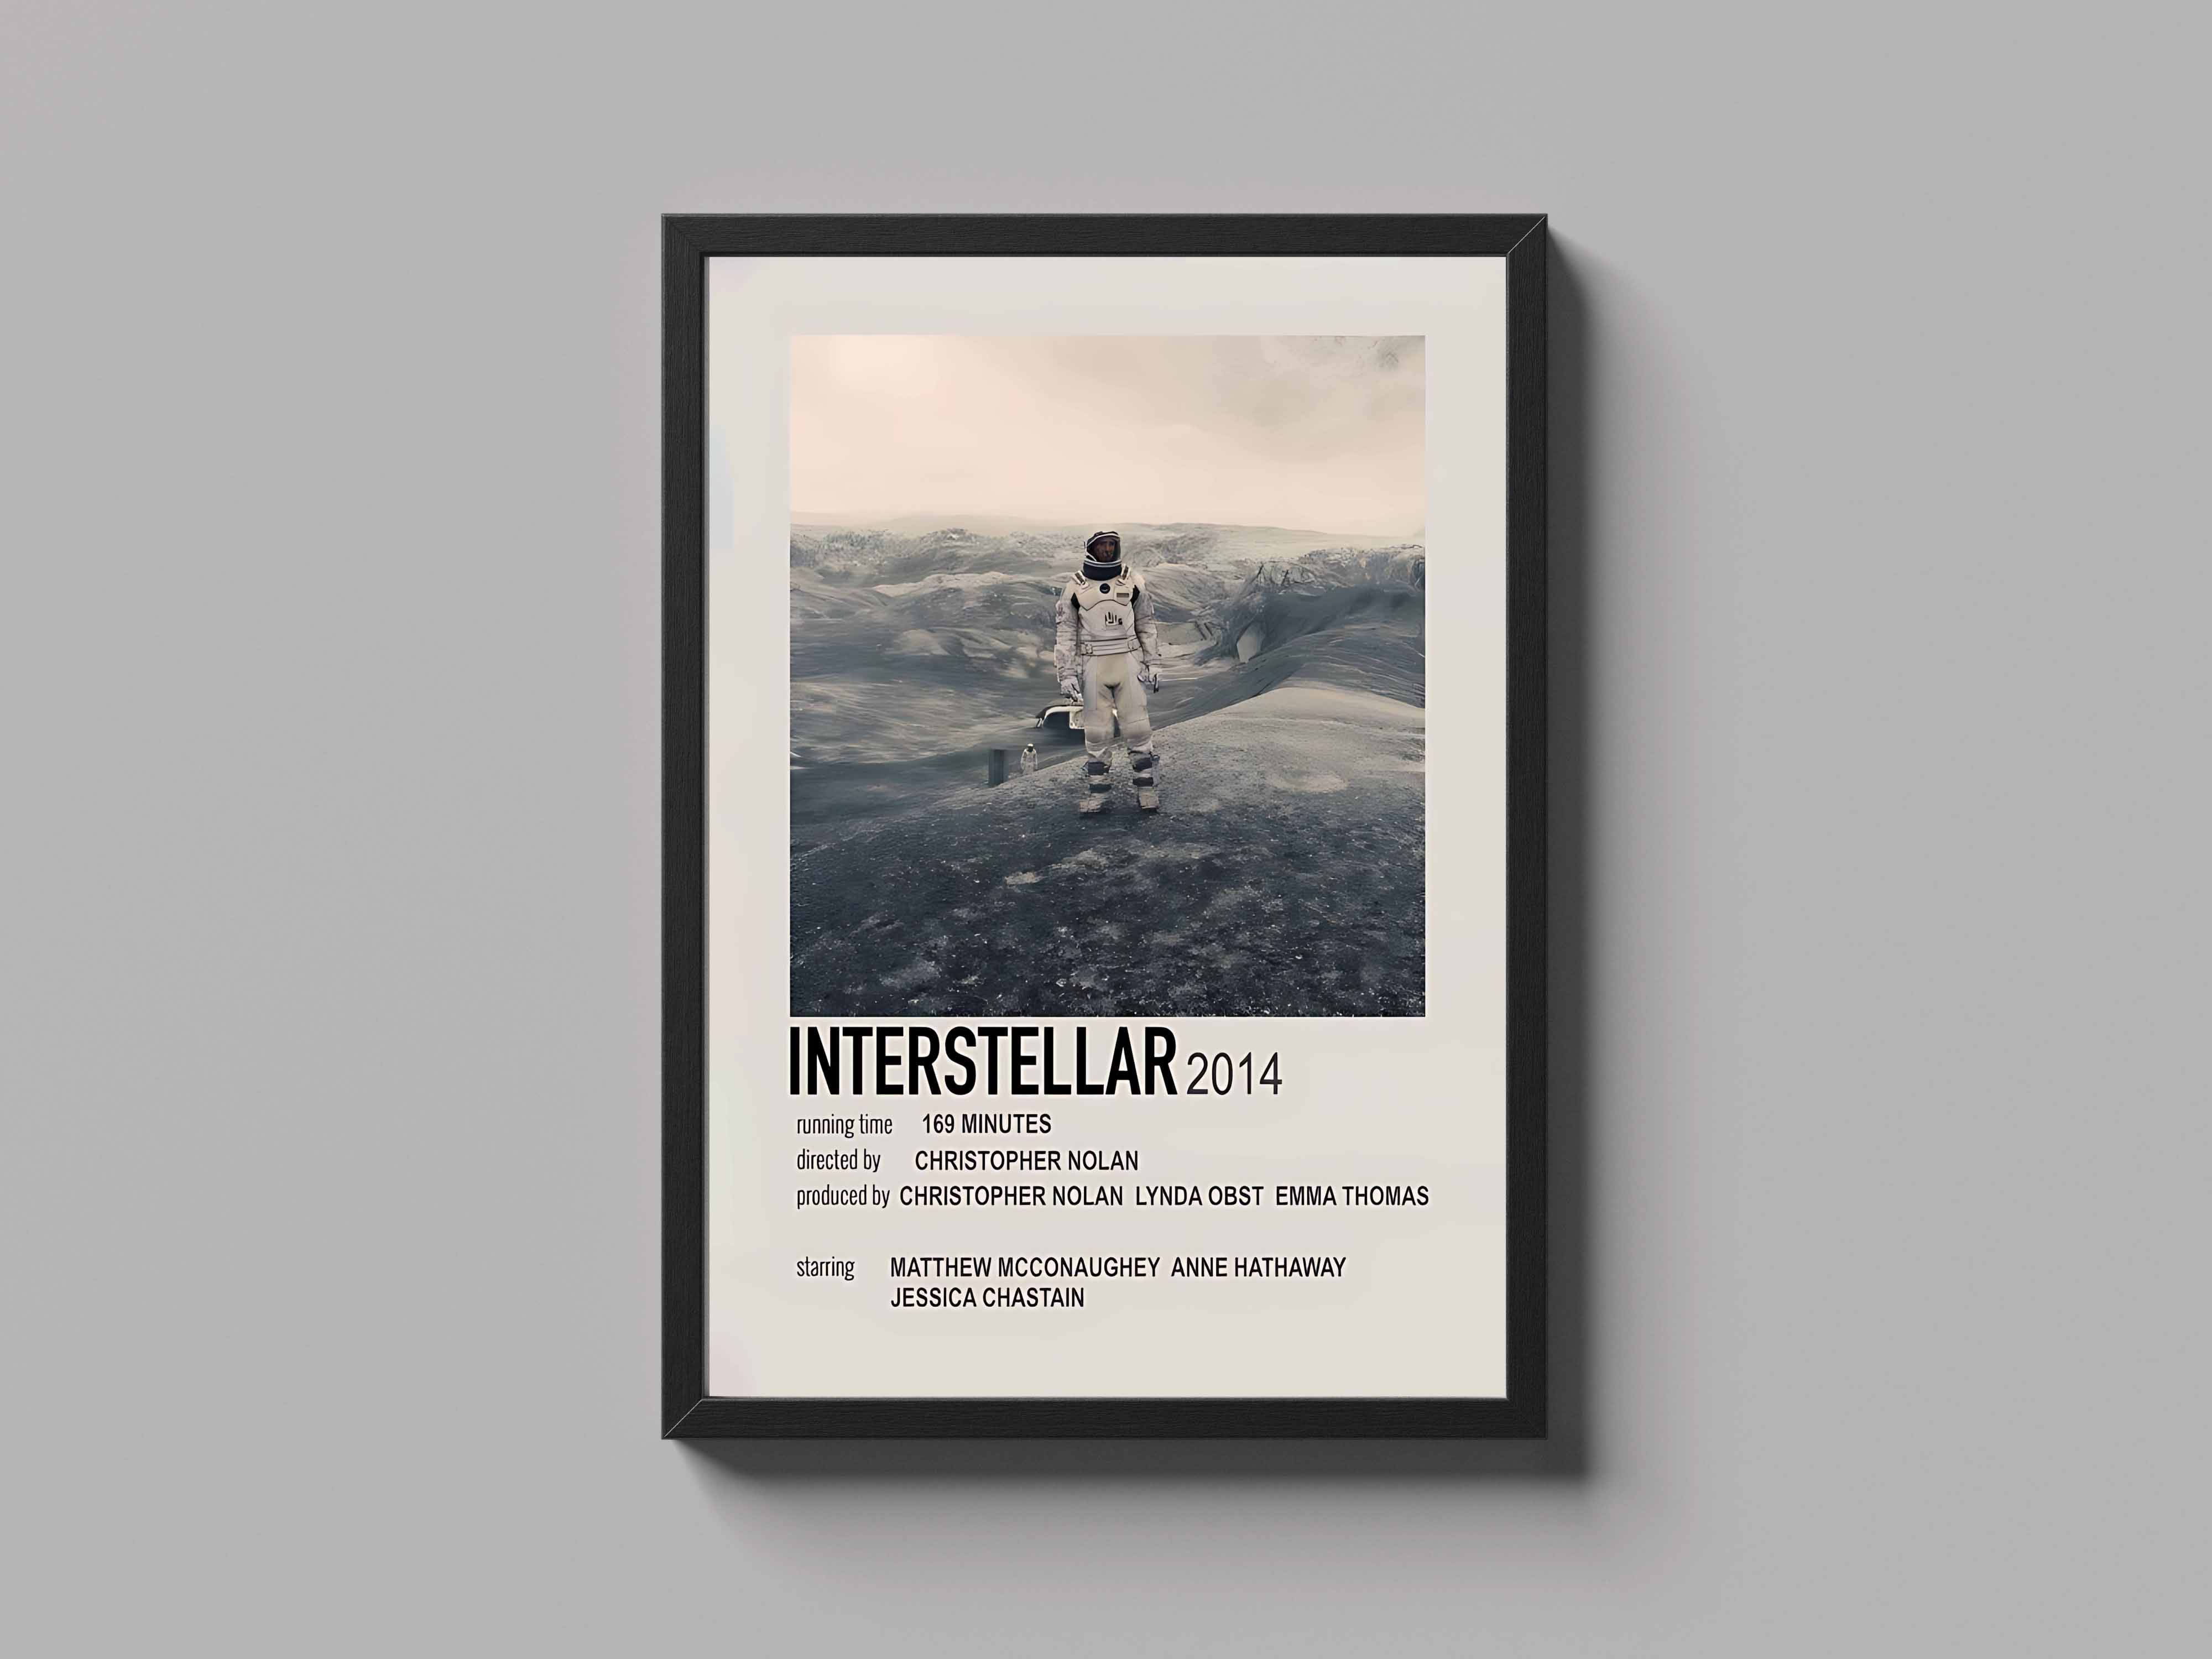 INTERSTELLAR 2014
running time 169 MINUTES
directed by CHRISTOPHER NOLAN
produced by CHRISTOPHER NOLAN LYNDA OBST EMMA THOMAS
starring MATTHEW MCCONAUGHEY ANNE HATHAWAY
JESSICA CHASTAIN